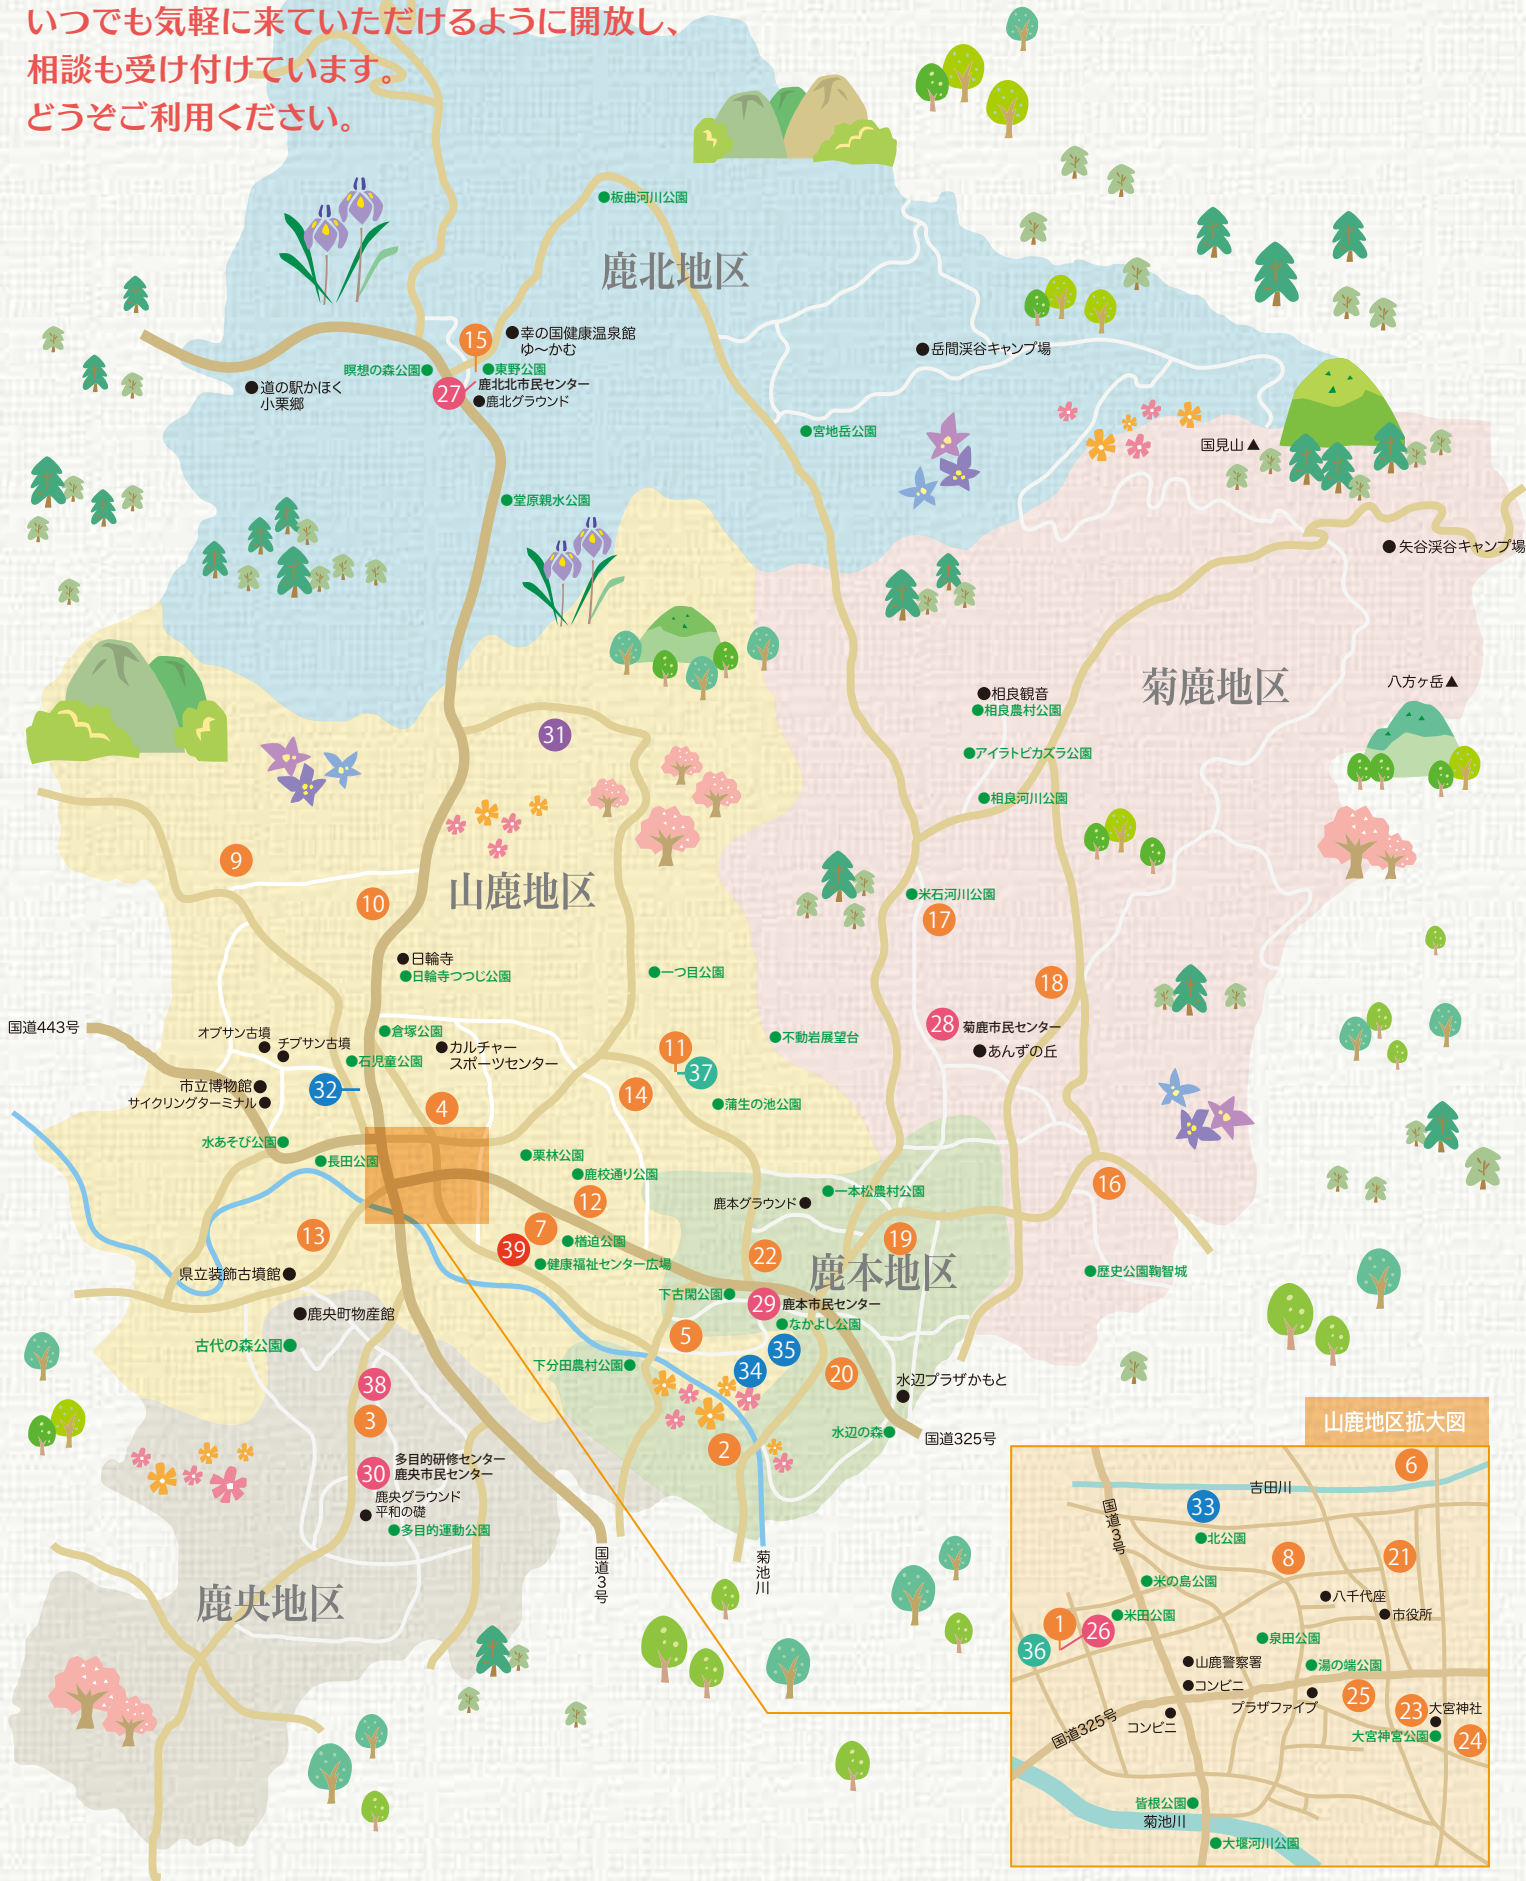 いつでも気軽に来ていただけるように開放し、
相談も受け付けています。
どうぞご利用ください。
板曲河川公園
鹿北地区
15
幸の国健康温泉館
ゆ〜かむ
岳間渓谷キャンプ場
瞑想の森公園
東野公園
27
鹿北北市民センター
鹿北グラウンド
道の駅かほく
小栗郷
宮地岳公園
国見山▲
堂原親水公園
矢谷渓谷キャンプ場
菊鹿地区
八方ヶ岳▲
相良観音
相良農村公園
31
アイラトビカズラ公園
相良河川公園
9
山鹿地区
10
米石河川公園
17
日輪寺
日輪寺つつじ公園
一つ目公園
18
国道443号
オブサン古墳
チブサン古墳
倉塚公園
カルチャー
スポーツセンター
石児童公園
11
37
不動岩展望台
28
菊鹿市民センター
あんずの丘
市立博物館
32
サイクリングターミナル
4
14
蒲生の池公園
水あそび公園
長田公園
栗林公園
鹿校通り公園
12
一本松農村公園
鹿本グラウンド
16
13
7
39
楢迫公園
健康福祉センター広場
22
19
鹿本地区
歴史公園鞠智城
県立装飾古墳館
鹿央町物産館
下古閑公園
29
鹿本市民センター
なかよし公園
古代の森公園
5
35
34
20
下分田農村公園
水辺プラザかもと
38
3
水辺の森
国道325号
2
30
多目的研修センター
鹿央市民センター
鹿央グラウンド
平和の礎
多目的運動公園
国道3号
菊池川
鹿央地区
山鹿地区拡大図
6
吉田川
33
国道3号
北公園
8
21
米の島公園
八千代座
市役所
米田公園
1
26
36
泉田公園
山鹿警察署
湯の端公園
コンビニ
25
プラザファイブ
23
大宮神社
コンビニ
国道325号
大宮神宮公園
24
皆根公園
菊池川
大堰河川公園